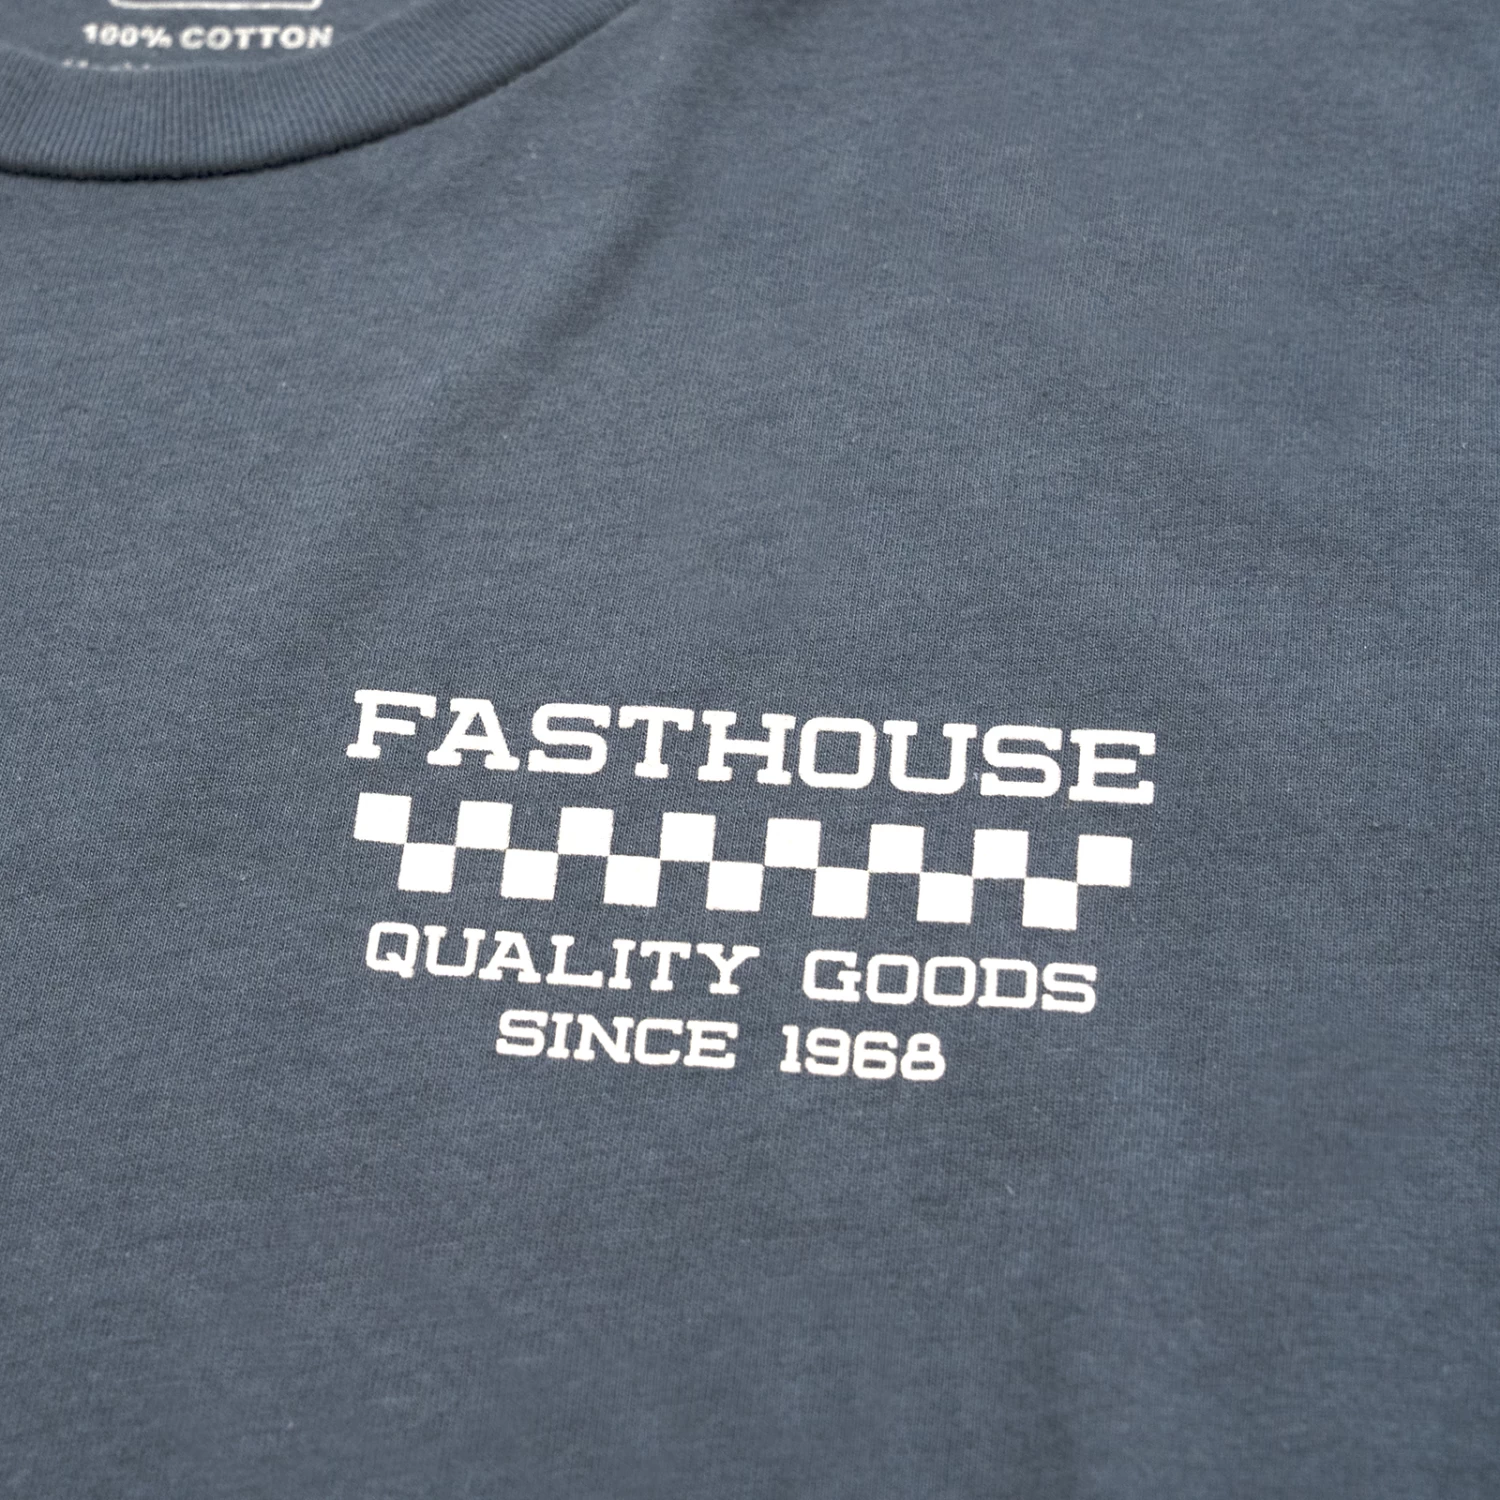 100% COTTON
FASTHOUSE
QUALITY GOODS
SINCE 1968